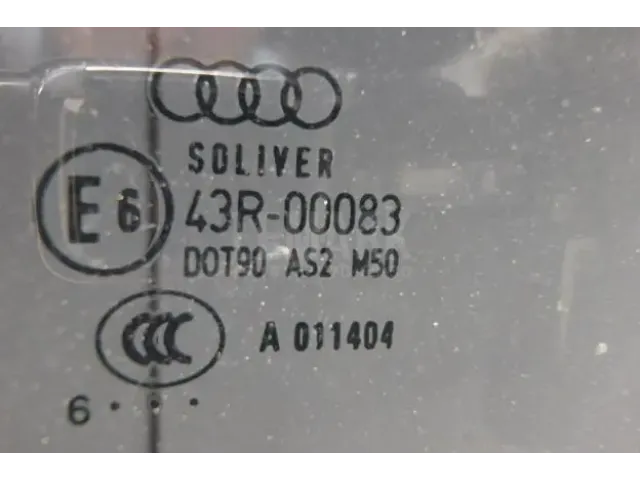 SOLIVER
E6 43R-00083
DOT90 AS2 M50
CCC A 011404
6 · · ·